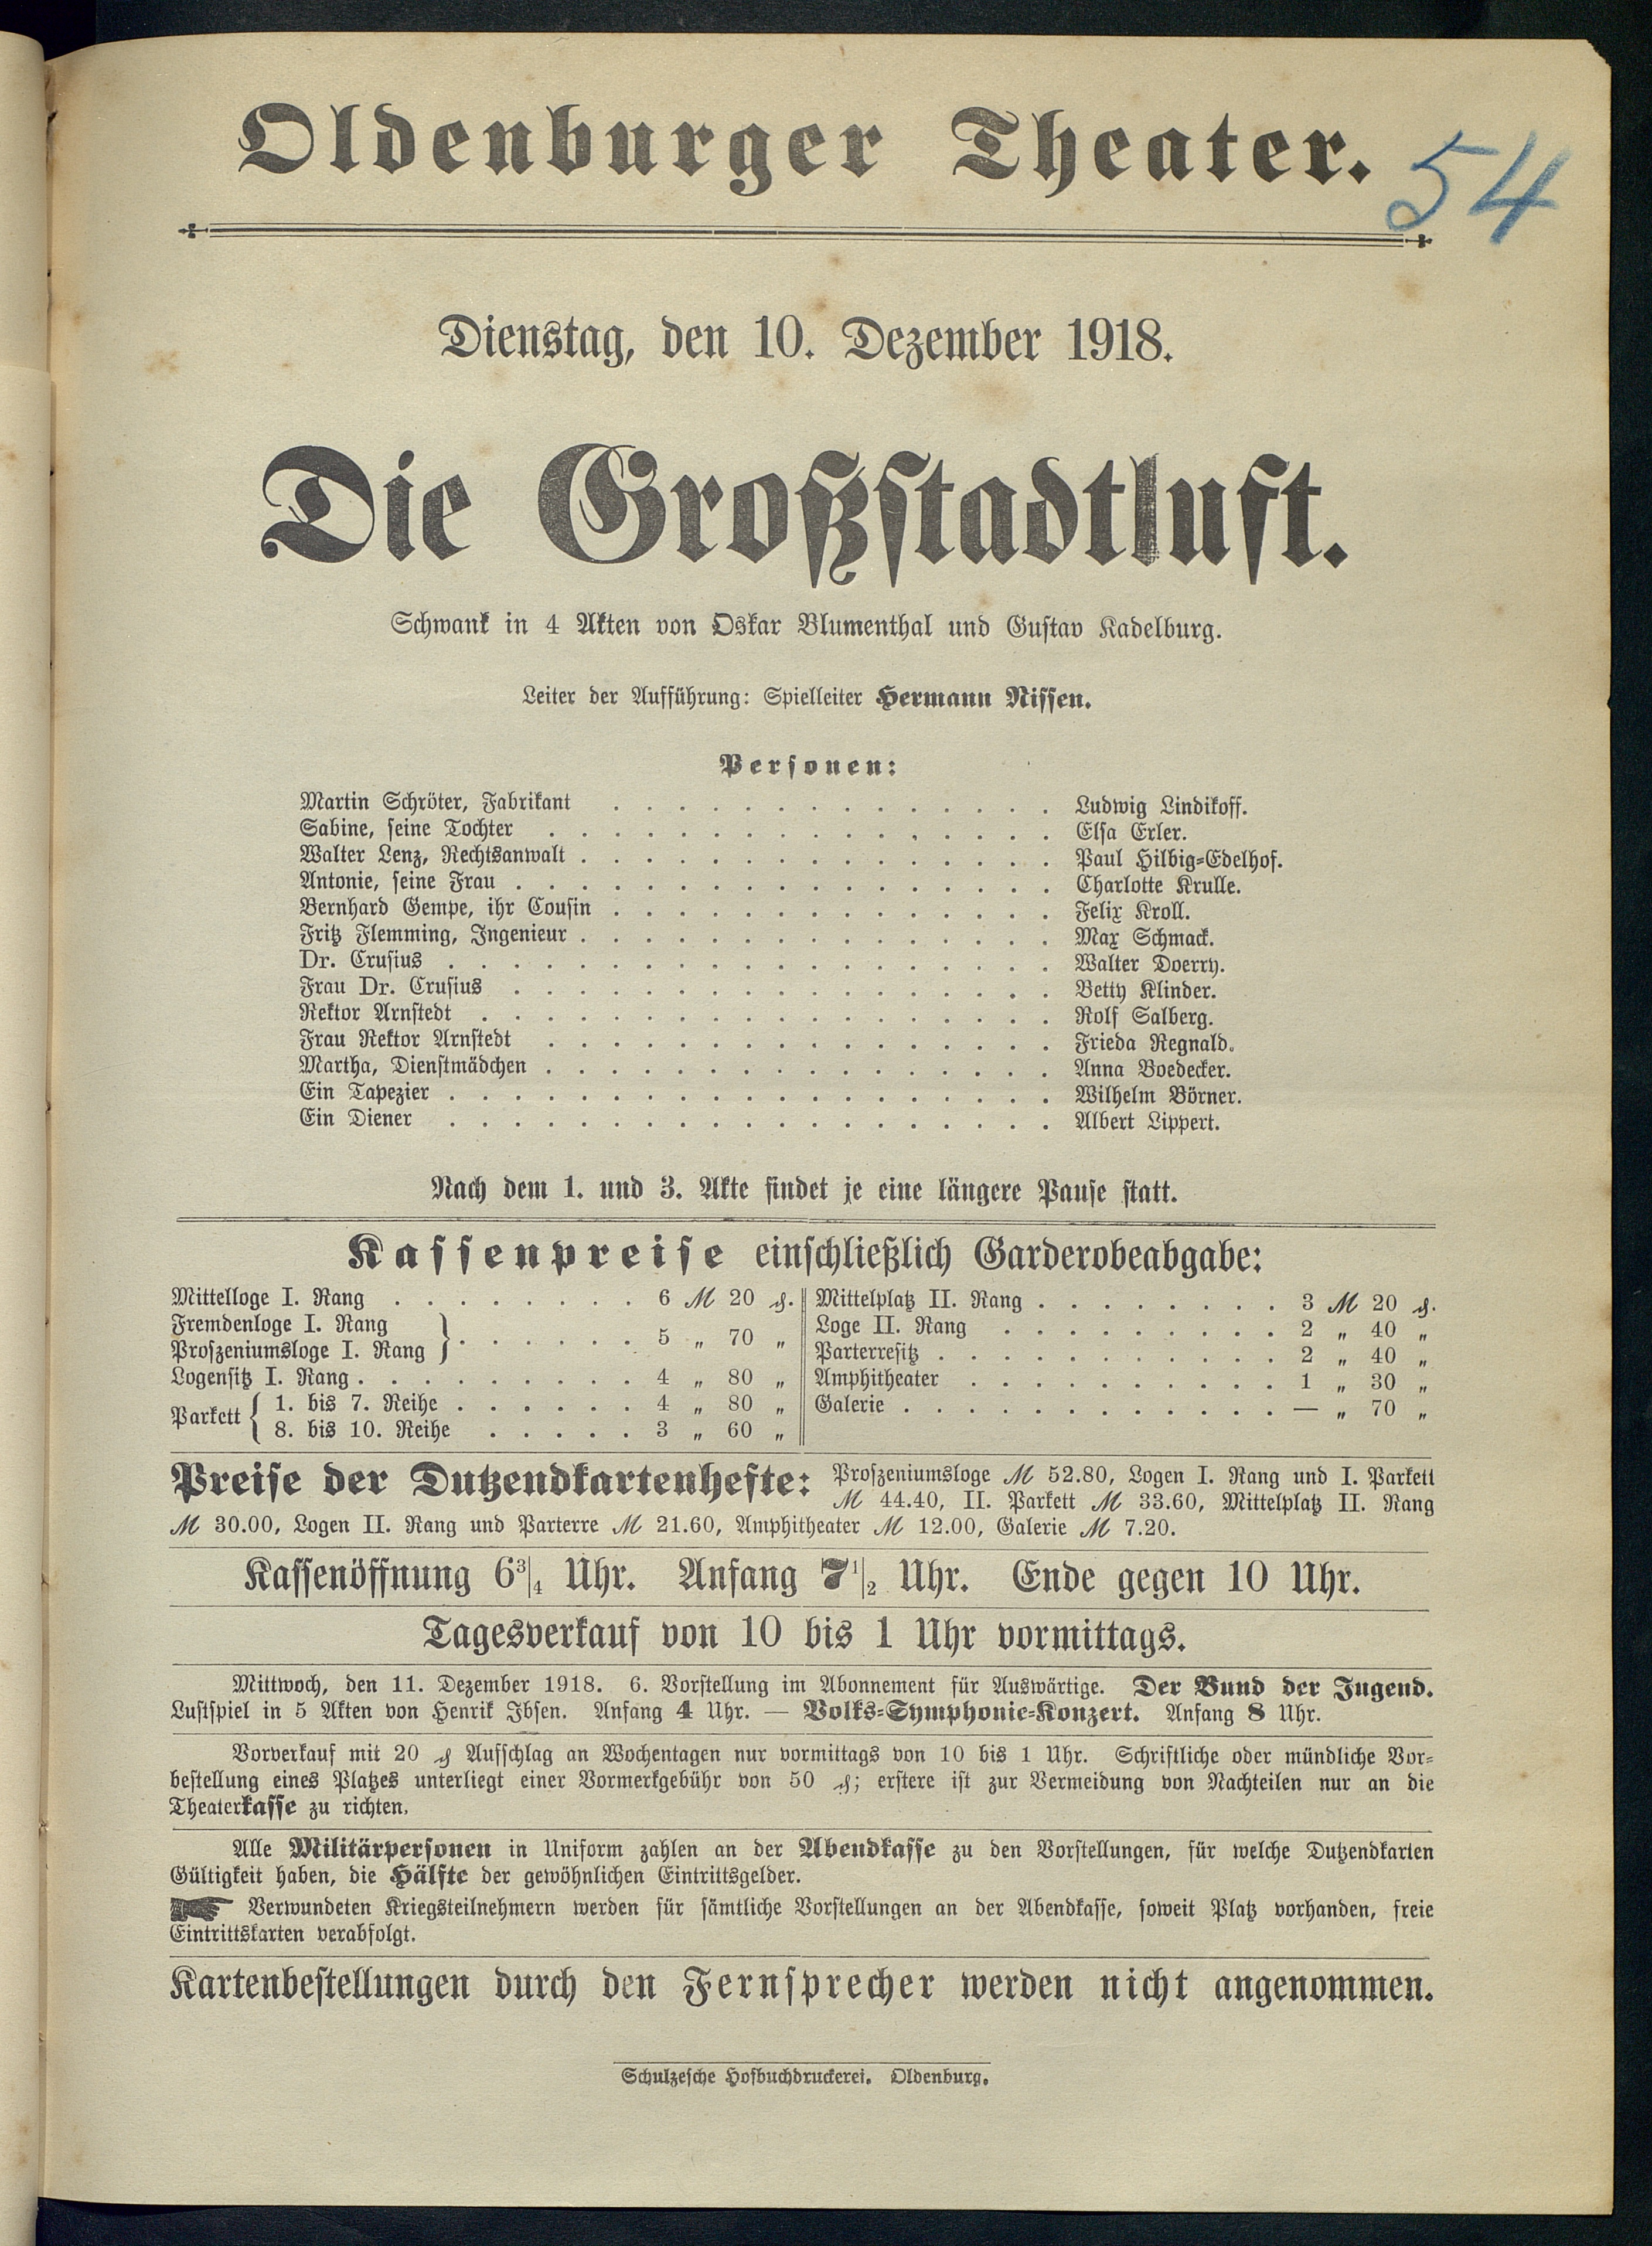 Oldenburger Theater.
54
Dienstag, den 10. Dezember 1918.
Die Großstadtluft.
Schwank in 4 Akten von Oskar Blumenthal und Gustav Kadelburg.
Leiter der Aufführung: Spielleiter Hermann Nissen.
Personen:
Martin Schröter, Fabrikant . . . . . . . . . . . . . . Ludwig Lindikoff.
Sabine, seine Tochter . . . . . . . . . . . . . . . . Elsa Erler.
Walter Lenz, Rechtsanwalt . . . . . . . . . . . . . . . Paul Hilbig-Edelhof.
Antonie, seine Frau . . . . . . . . . . . . . . . . . Charlotte Krulle.
Bernhard Gempe, ihr Cousin . . . . . . . . . . . . . . Felix Kroll.
Fritz Flemming, Ingenieur . . . . . . . . . . . . . . . Max Schmack.
Dr. Crusius . . . . . . . . . . . . . . . . . . . Walter Doerry.
Frau Dr. Crusius . . . . . . . . . . . . . . . . . Betty Klinder.
Rektor Arnstedt . . . . . . . . . . . . . . . . . . Rolf Salberg.
Frau Rektor Arnstedt . . . . . . . . . . . . . . . . Frieda Regnald.
Martha, Dienstmädchen . . . . . . . . . . . . . . . . Anna Boedecker.
Ein Tapezier . . . . . . . . . . . . . . . . . . . Wilhelm Börner.
Ein Diener . . . . . . . . . . . . . . . . . . . Albert Lippert.
Nach dem 1. und 3. Akte findet je eine längere Pause statt.
Kassenpreise einschließlich Garderobeabgabe:
Mittelloge I. Rang . . . . . . . . 6 ℳ 20 ₰.
Fremdenloge I. Rang
Proszeniumsloge I. Rang } . . . . . . 5 „ 70 „
Logensitz I. Rang . . . . . . . . . 4 „ 80 „
Parkett { 1. bis 7. Reihe . . . . . . 4 „ 80 „
8. bis 10. Reihe . . . . . 3 „ 60 „
Mittelplatz II. Rang . . . . . . . . 3 ℳ 20 ₰.
Loge II. Rang . . . . . . . . . 2 „ 40 „
Parterresitz . . . . . . . . . . . 2 „ 40 „
Amphitheater . . . . . . . . . . 1 „ 30 „
Galerie . . . . . . . . . . . . — „ 70 „
Preise der Dutzendkartenhefte: Proszeniumsloge ℳ 52.80, Logen I. Rang und I. Parkett
ℳ 44.40, II. Parkett ℳ 33.60, Mittelplatz II. Rang
ℳ 30.00, Logen II. Rang und Parterre ℳ 21.60, Amphitheater ℳ 12.00, Galerie ℳ 7.20.
Kassenöffnung 6 3/4 Uhr. Anfang 7 1/2 Uhr. Ende gegen 10 Uhr.
Tagesverkauf von 10 bis 1 Uhr vormittags.
Mittwoch, den 11. Dezember 1918. 6. Vorstellung im Abonnement für Auswärtige. Der Bund der Jugend.
Lustspiel in 5 Akten von Henrik Ibsen. Anfang 4 Uhr. — Volks-Symphonie-Konzert. Anfang 8 Uhr.
Vorverkauf mit 20 ₰ Aufschlag an Wochentagen nur vormittags von 10 bis 1 Uhr. Schriftliche oder mündliche Vor-
bestellung eines Platzes unterliegt einer Vormerkgebühr von 50 ₰; erstere ist zur Vermeidung von Nachteilen nur an die
Theaterkasse zu richten.
Alle Militärpersonen in Uniform zahlen an der Abendkasse zu den Vorstellungen, für welche Dutzendkarten
Gültigkeit haben, die Hälfte der gewöhnlichen Eintrittsgelder.
Verwundeten Kriegsteilnehmern werden für sämtliche Vorstellungen an der Abendkasse, soweit Platz vorhanden, freie
Eintrittskarten verabfolgt.
Kartenbestellungen durch den Fernsprecher werden nicht angenommen.
Schulzesche Hofbuchdruckerei. Oldenburg.